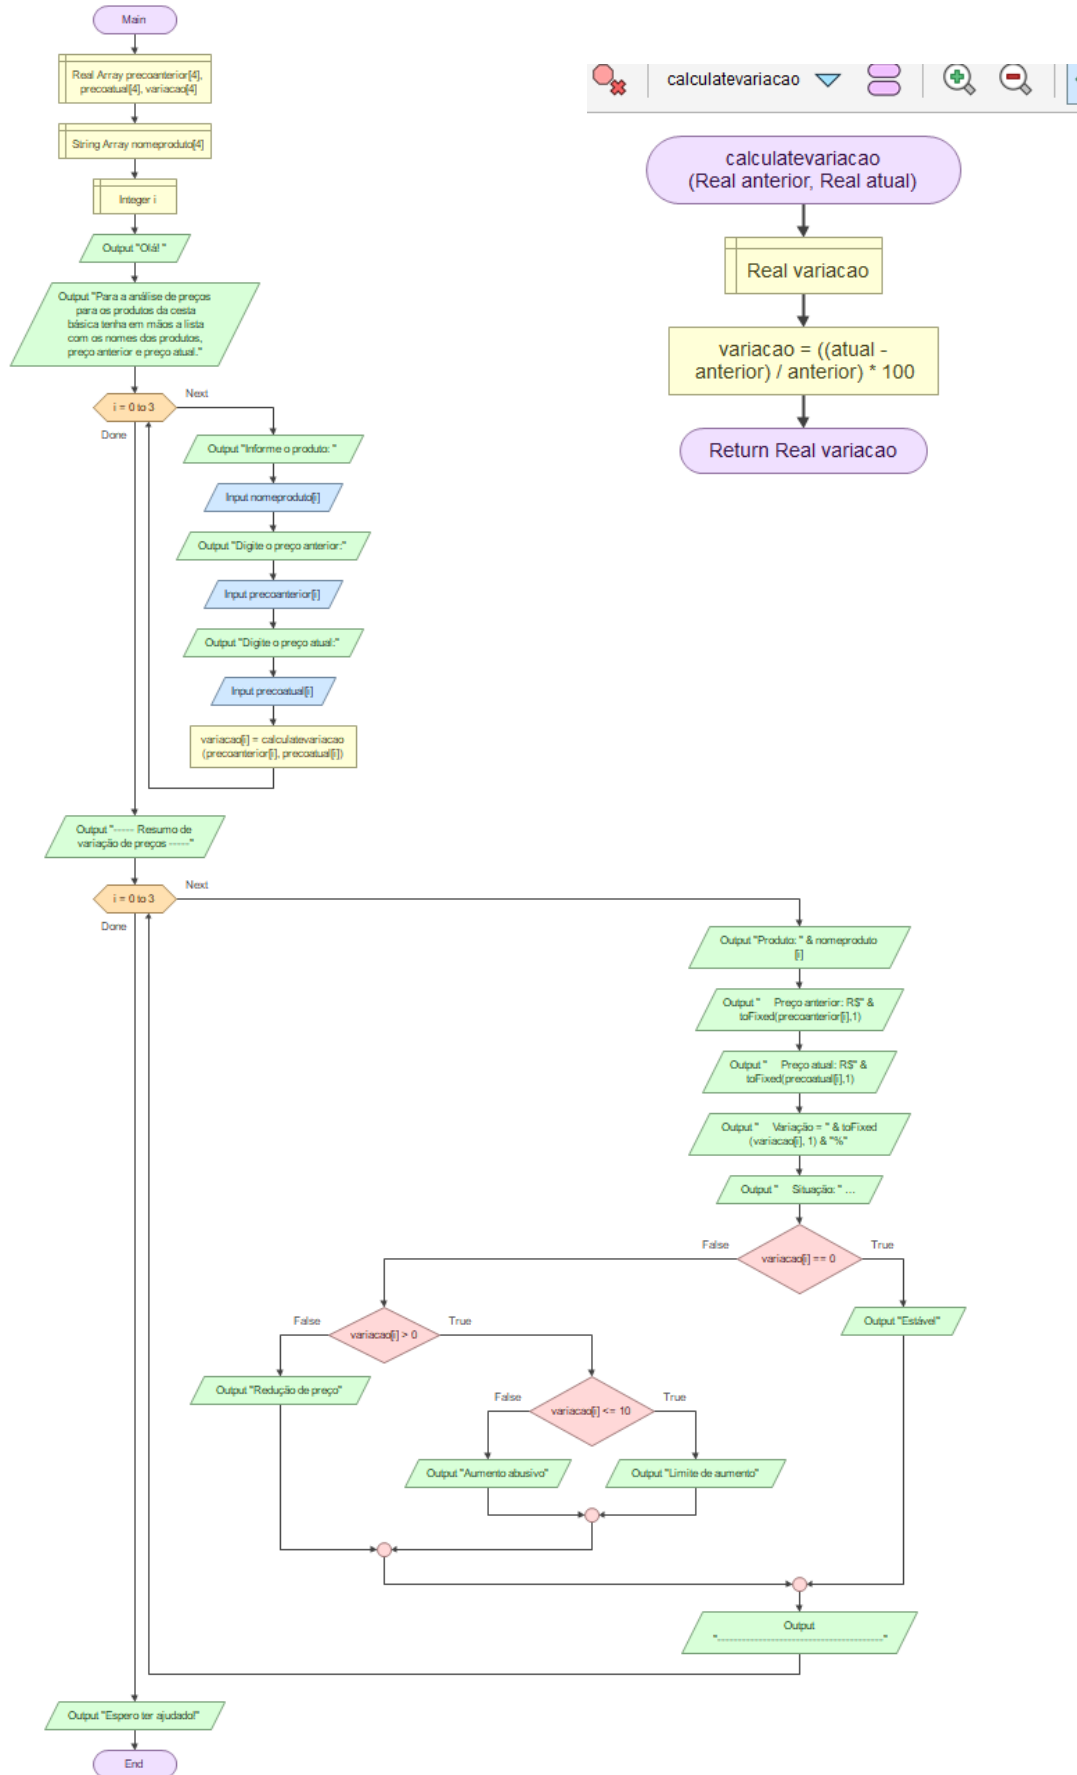 Main
Real Array precoanterior[4],
precoatual[4], variacao[4]
String Array nomeproduto[4]
Integer i
Output "Olá! "
Output "Para a análise de preços
para os produtos da cesta
básica tenha em mãos a lista
com os nomes dos produtos,
preço anterior e preço atual."
i = 0 to 3
Next
Done
Output "Informe o produto: "
Input nomeproduto[i]
Output "Digite o preço anterior:"
Input precoanterior[i]
Output "Digite o preço atual:"
Input precoatual[i]
variacao[i] = calculatevariacao
(precoanterior[i], precoatual[i])
Output "----- Resumo de
variação de preços -----"
i = 0 to 3
Next
Done
Output "Produto: " & nomeproduto
[i]
Output "     Preço anterior: R$" &
toFixed(precoanterior[i],1)
Output "     Preço atual: R$" &
toFixed(precoatual[i],1)
Output "     Variação = " & toFixed
(variacao[i], 1) & "%"
Output "     Situação: " ...
variacao[i] == 0
False
True
Output "Estável"
variacao[i] > 0
False
True
Output "Redução de preço"
variacao[i] <= 10
False
True
Output "Aumento abusivo"
Output "Limite de aumento"
Output
"-----------------------------------------"
Output "Espero ter ajudado!"
End
calculatevariacao
calculatevariacao
(Real anterior, Real atual)
Real variacao
variacao = ((atual -
anterior) / anterior) * 100
Return Real variacao